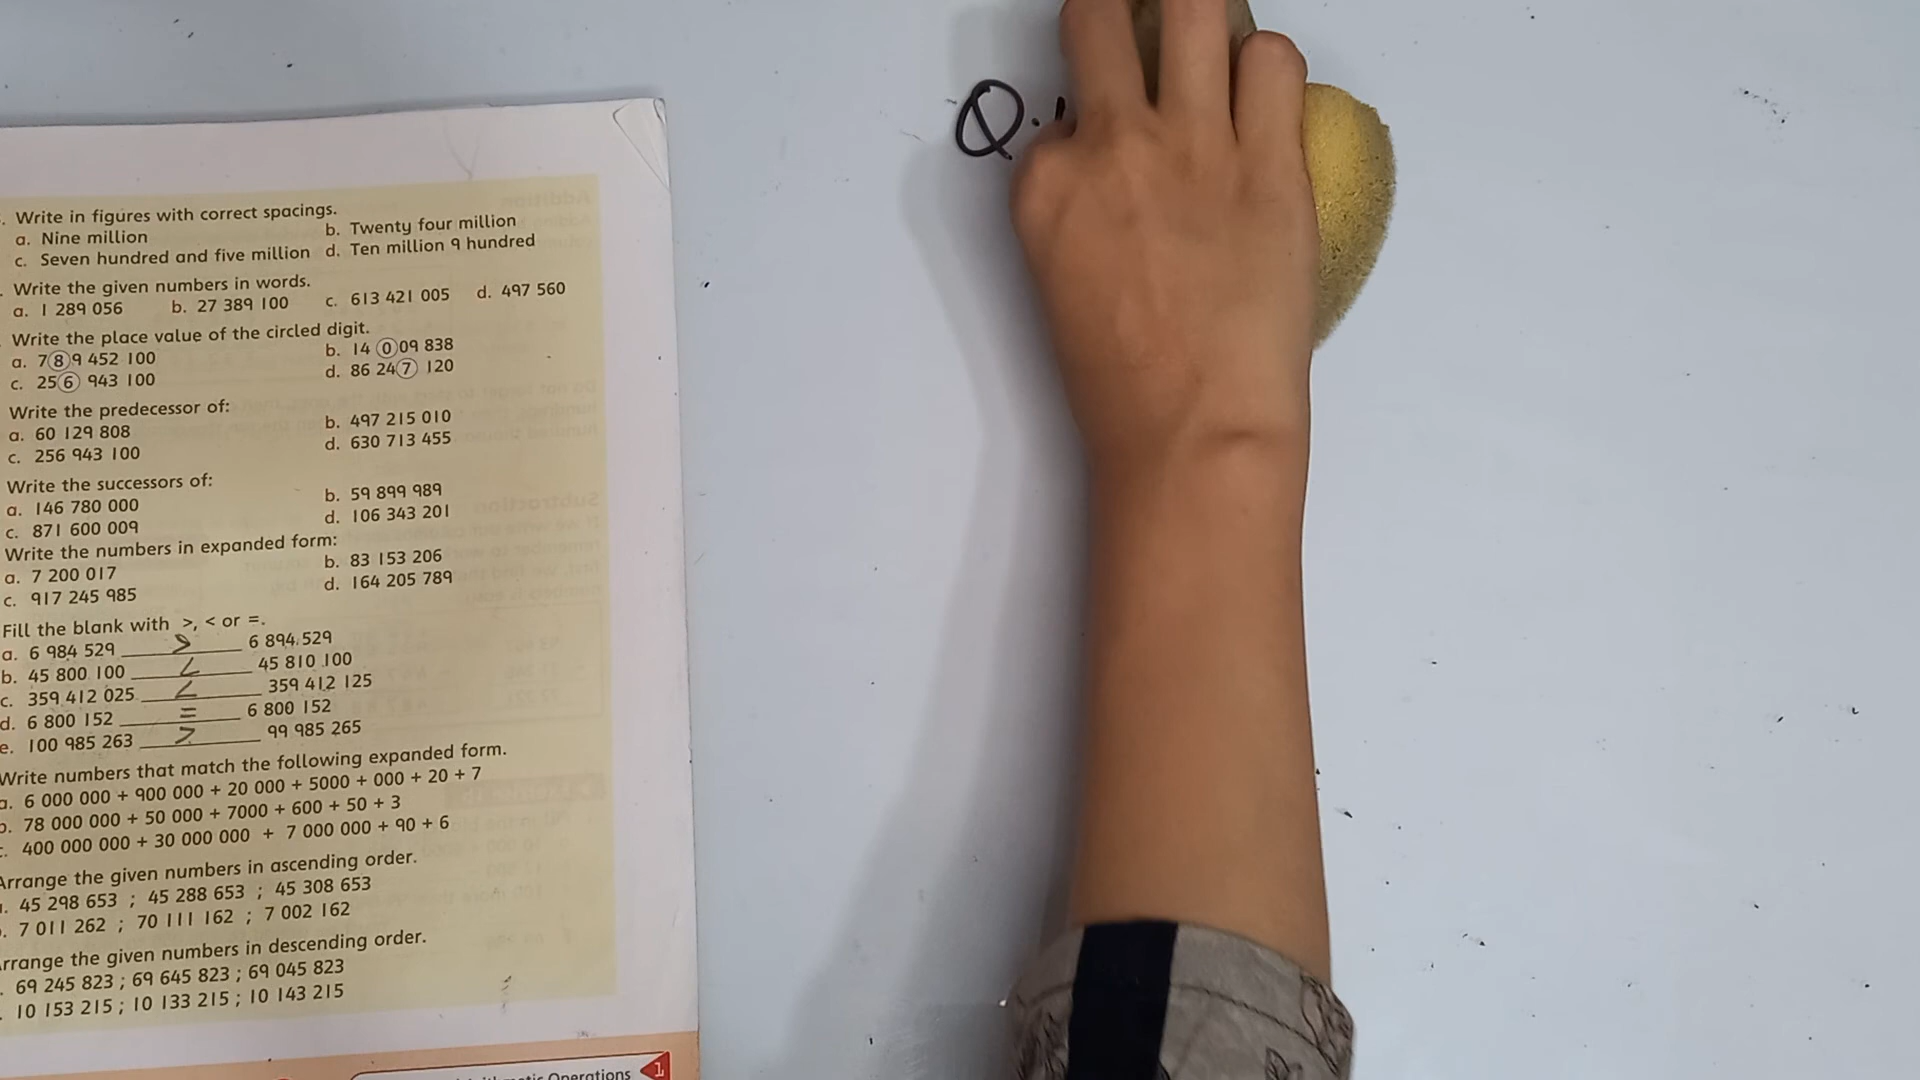 . Write in figures with correct spacings.
a. Nine million b. Twenty four million
c. Seven hundred and five million d. Ten million 9 hundred
. Write the given numbers in words.
a. 1 289 056 b. 27 389 100 c. 613 421 005 d. 497 560
. Write the place value of the circled digit.
a. 789 452 100 b. 14 009 838
c. 256 943 100 d. 86 247 120
Write the predecessor of:
a. 60 129 808 b. 497 215 010
c. 256 943 100 d. 630 713 455
Write the successors of:
a. 146 780 000 b. 59 899 989
c. 871 600 009 d. 106 343 201
Write the numbers in expanded form:
a. 7 200 017 b. 83 153 206
c. 917 245 985 d. 164 205 789
Fill the blank with >, < or =.
a. 6 984 529 > 6 894 529
b. 45 800 100 < 45 810 100
c. 359 412 025 < 359 412 125
d. 6 800 152 = 6 800 152
e. 100 985 263 > 99 985 265
Write numbers that match the following expanded form.
a. 6 000 000 + 900 000 + 20 000 + 5000 + 000 + 20 + 7
b. 78 000 000 + 50 000 + 7000 + 600 + 50 + 3
c. 400 000 000 + 30 000 000 + 7 000 000 + 90 + 6
Arrange the given numbers in ascending order.
. 45 298 653 ; 45 288 653 ; 45 308 653
. 7 011 262 ; 70 111 162 ; 7 002 162
rrange the given numbers in descending order.
. 69 245 823 ; 69 645 823 ; 69 045 823
. 10 153 215 ; 10 133 215 ; 10 143 215
Operations 1
Q.